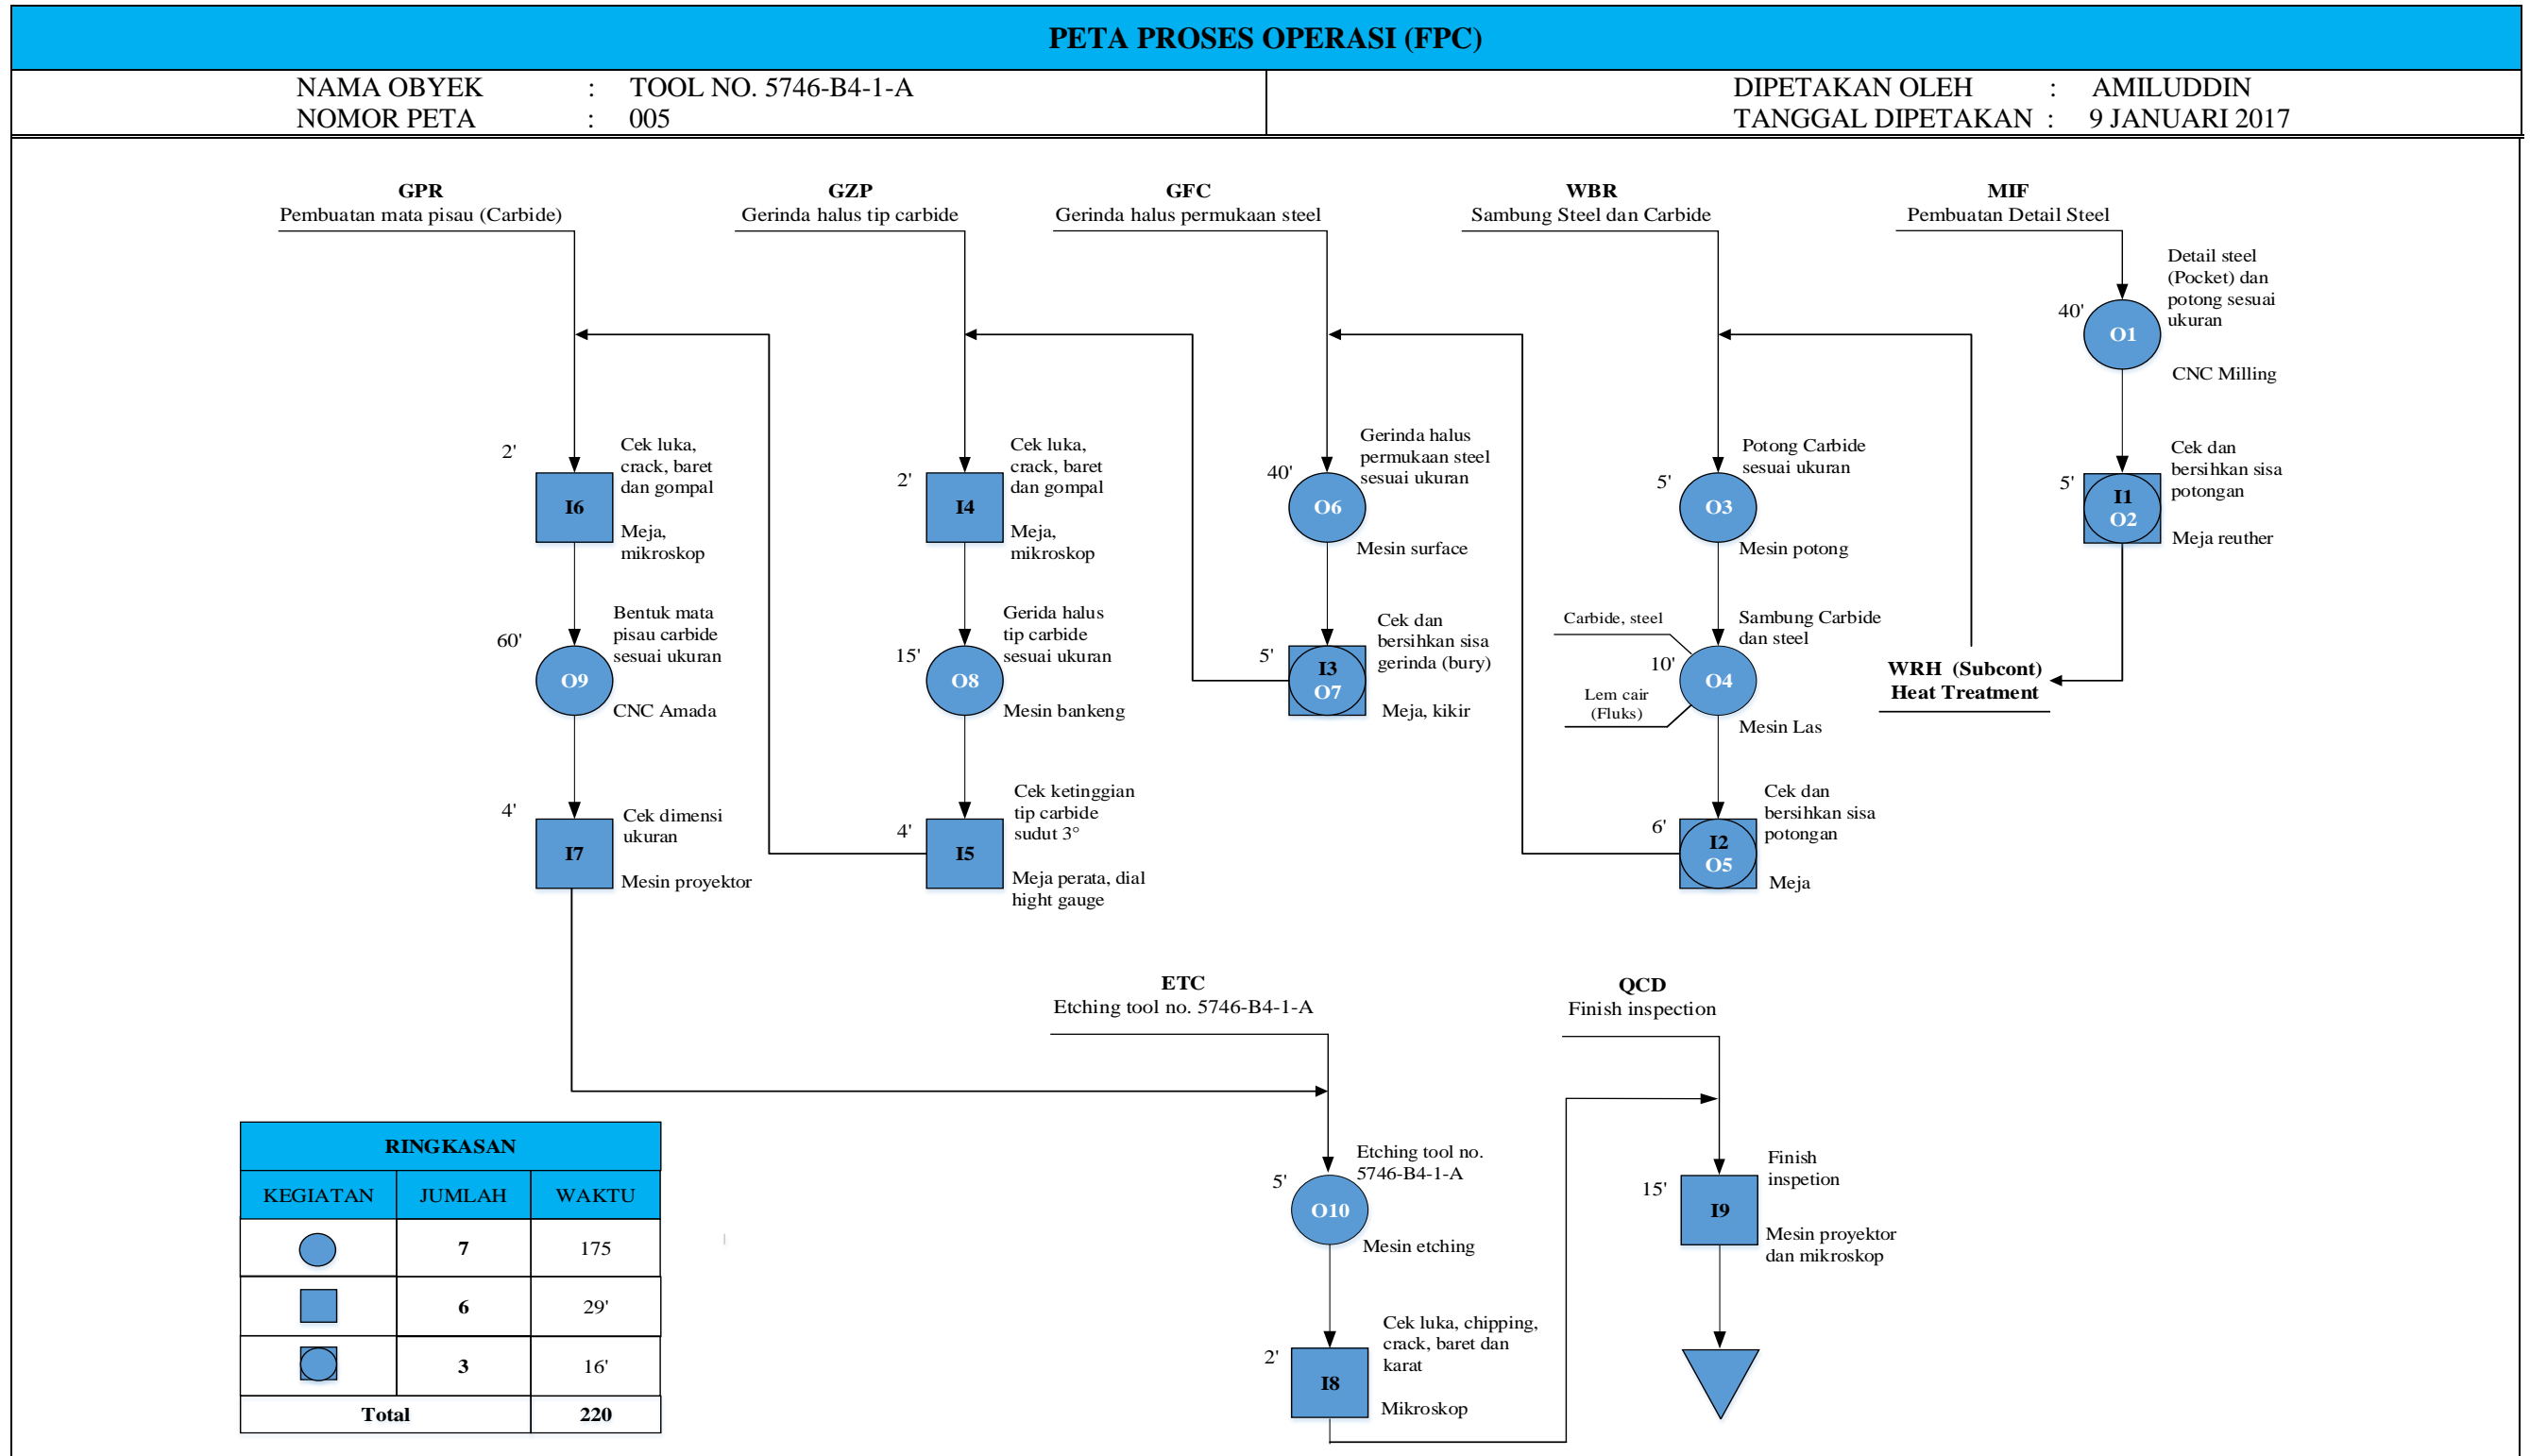 PETA PROSES OPERASI (FPC)
NAMA OBYEK : TOOL NO. 5746-B4-1-A
NOMOR PETA : 005
DIPETAKAN OLEH : AMILUDDIN
TANGGAL DIPETAKAN : 9 JANUARI 2017
GPR
Pembuatan mata pisau (Carbide)
GZP
Gerinda halus tip carbide
GFC
Gerinda halus permukaan steel
WBR
Sambung Steel dan Carbide
MIF
Pembuatan Detail Steel
Detail steel
(Pocket) dan
potong sesuai
ukuran
40'
O1
CNC Milling
Cek dan
bersihkan sisa
potongan
5'
I1
O2
Meja reuther
WRH (Subcont)
Heat Treatment
Potong Carbide
sesuai ukuran
5'
O3
Mesin potong
Carbide, steel
Sambung Carbide
dan steel
10'
O4
Lem cair
(Fluks)
Mesin Las
Cek dan
bersihkan sisa
potongan
6'
I2
O5
Meja
Gerinda halus
permukaan steel
sesuai ukuran
40'
O6
Mesin surface
Cek dan
bersihkan sisa
gerinda (bury)
5'
I3
O7
Meja, kikir
Cek luka,
crack, baret
dan gompal
2'
I4
Meja,
mikroskop
Gerida halus
tip carbide
sesuai ukuran
15'
O8
Mesin bankeng
Cek ketinggian
tip carbide
sudut 3°
4'
I5
Meja perata, dial
hight gauge
Cek luka,
crack, baret
dan gompal
2'
I6
Meja,
mikroskop
Bentuk mata
pisau carbide
sesuai ukuran
60'
O9
CNC Amada
4'
Cek dimensi
ukuran
I7
Mesin proyektor
ETC
Etching tool no. 5746-B4-1-A
Etching tool no.
5746-B4-1-A
5'
O10
Mesin etching
Cek luka, chipping,
crack, baret dan
karat
2'
I8
Mikroskop
QCD
Finish inspection
Finish
inspetion
15'
I9
Mesin proyektor
dan mikroskop
RINGKASAN
KEGIATAN JUMLAH WAKTU
7 175
6 29'
3 16'
Total 220